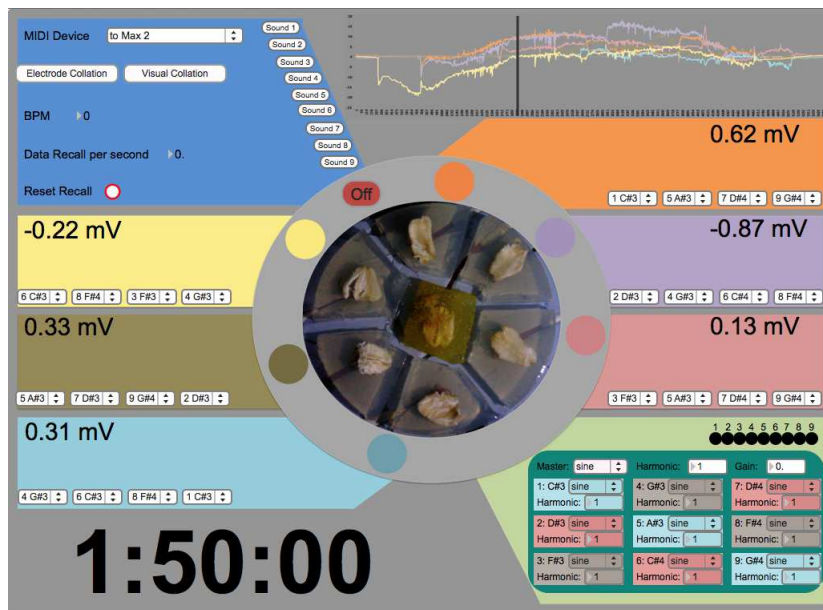 MIDI Device to Max 2
Sound 1
Sound 2
Sound 3
Sound 4
Sound 5
Sound 6
Sound 7
Sound 8
Sound 9
Electrode Collation Visual Collation
BPM 0
Data Recall per second 0.
Reset Recall
Off
0.62 mV
1 C#3 5 A#3 7 D#4 9 G#4
-0.22 mV
6 C#3 8 F#4 3 F#3 4 G#3
-0.87 mV
2 D#3 4 G#3 6 C#4 8 F#4
0.33 mV
5 A#3 7 D#3 9 G#4 2 D#3
0.13 mV
3 F#3 5 A#3 7 D#4 9 G#4
0.31 mV
4 G#3 6 C#3 8 F#4 1 C#3
1 2 3 4 5 6 7 8 9
Master: sine Harmonic: 1 Gain: 0.
1: C#3 sine 4: G#3 sine 7: D#4 sine
Harmonic: 1 Harmonic: 1 Harmonic: 1
2: D#3 sine 5: A#3 sine 8: F#4 sine
Harmonic: 1 Harmonic: 1 Harmonic: 1
3: F#3 sine 6: C#4 sine 9: G#4 sine
Harmonic: 1 Harmonic: 1 Harmonic: 1
1:50:00